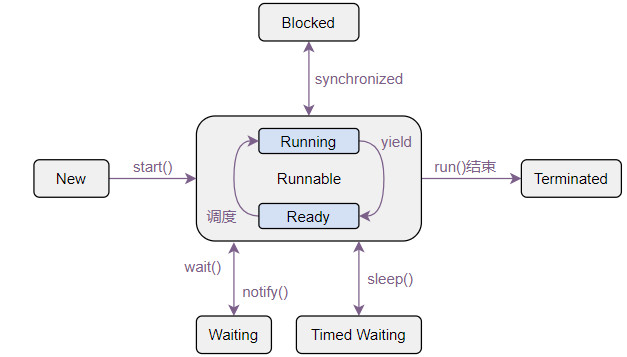 Blocked
synchronized
Running
yield
New
start()
Runnable
run()结束
Terminated
调度
Ready
wait()
notify()
sleep()
Waiting
Timed Waiting